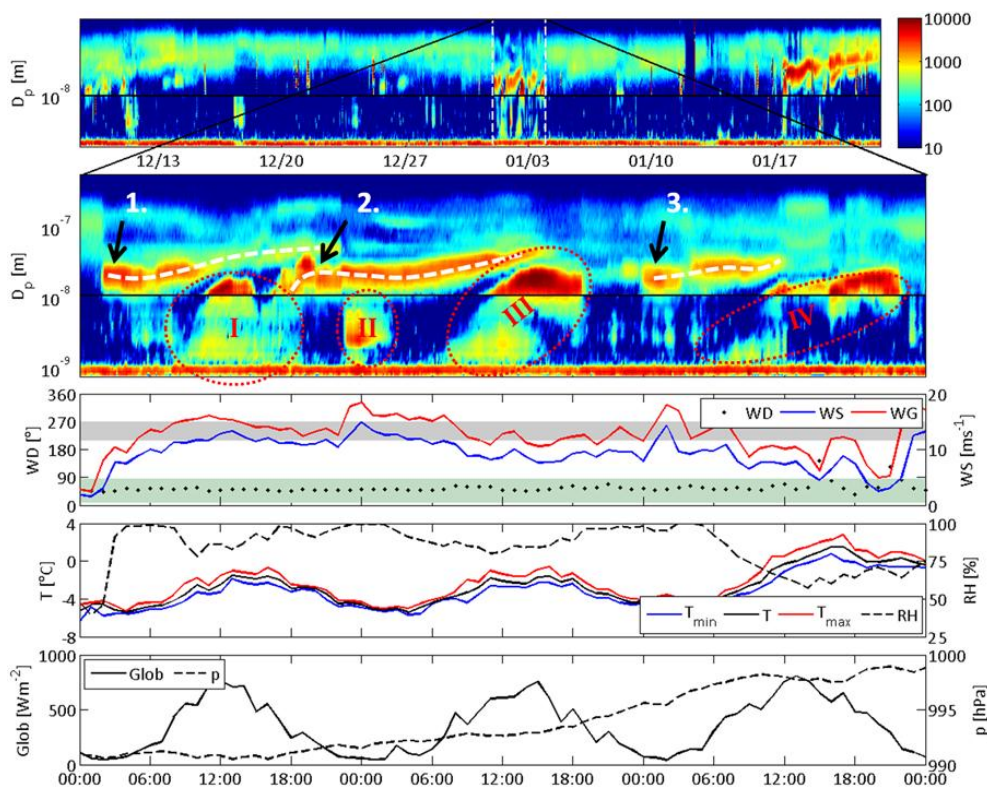 10000
1000
100
10
Dₚ [m]
10⁻⁸
12/13 12/20 12/27 01/03 01/10 01/17
1. 2. 3.
Dₚ [m]
10⁻⁷
10⁻⁸
10⁻⁹
I II III IV
WD [°]
360
270
180
90
0
WD WS WG
20
10
0
WS [ms⁻¹]
T [°C]
4
0
-4
-8
T_min T T_max RH
100
75
50
25
RH [%]
Glob [Wm⁻²]
1000
500
0
Glob p
1000
995
990
p [hPa]
00:00 06:00 12:00 18:00 00:00 06:00 12:00 18:00 00:00 06:00 12:00 18:00 00:00